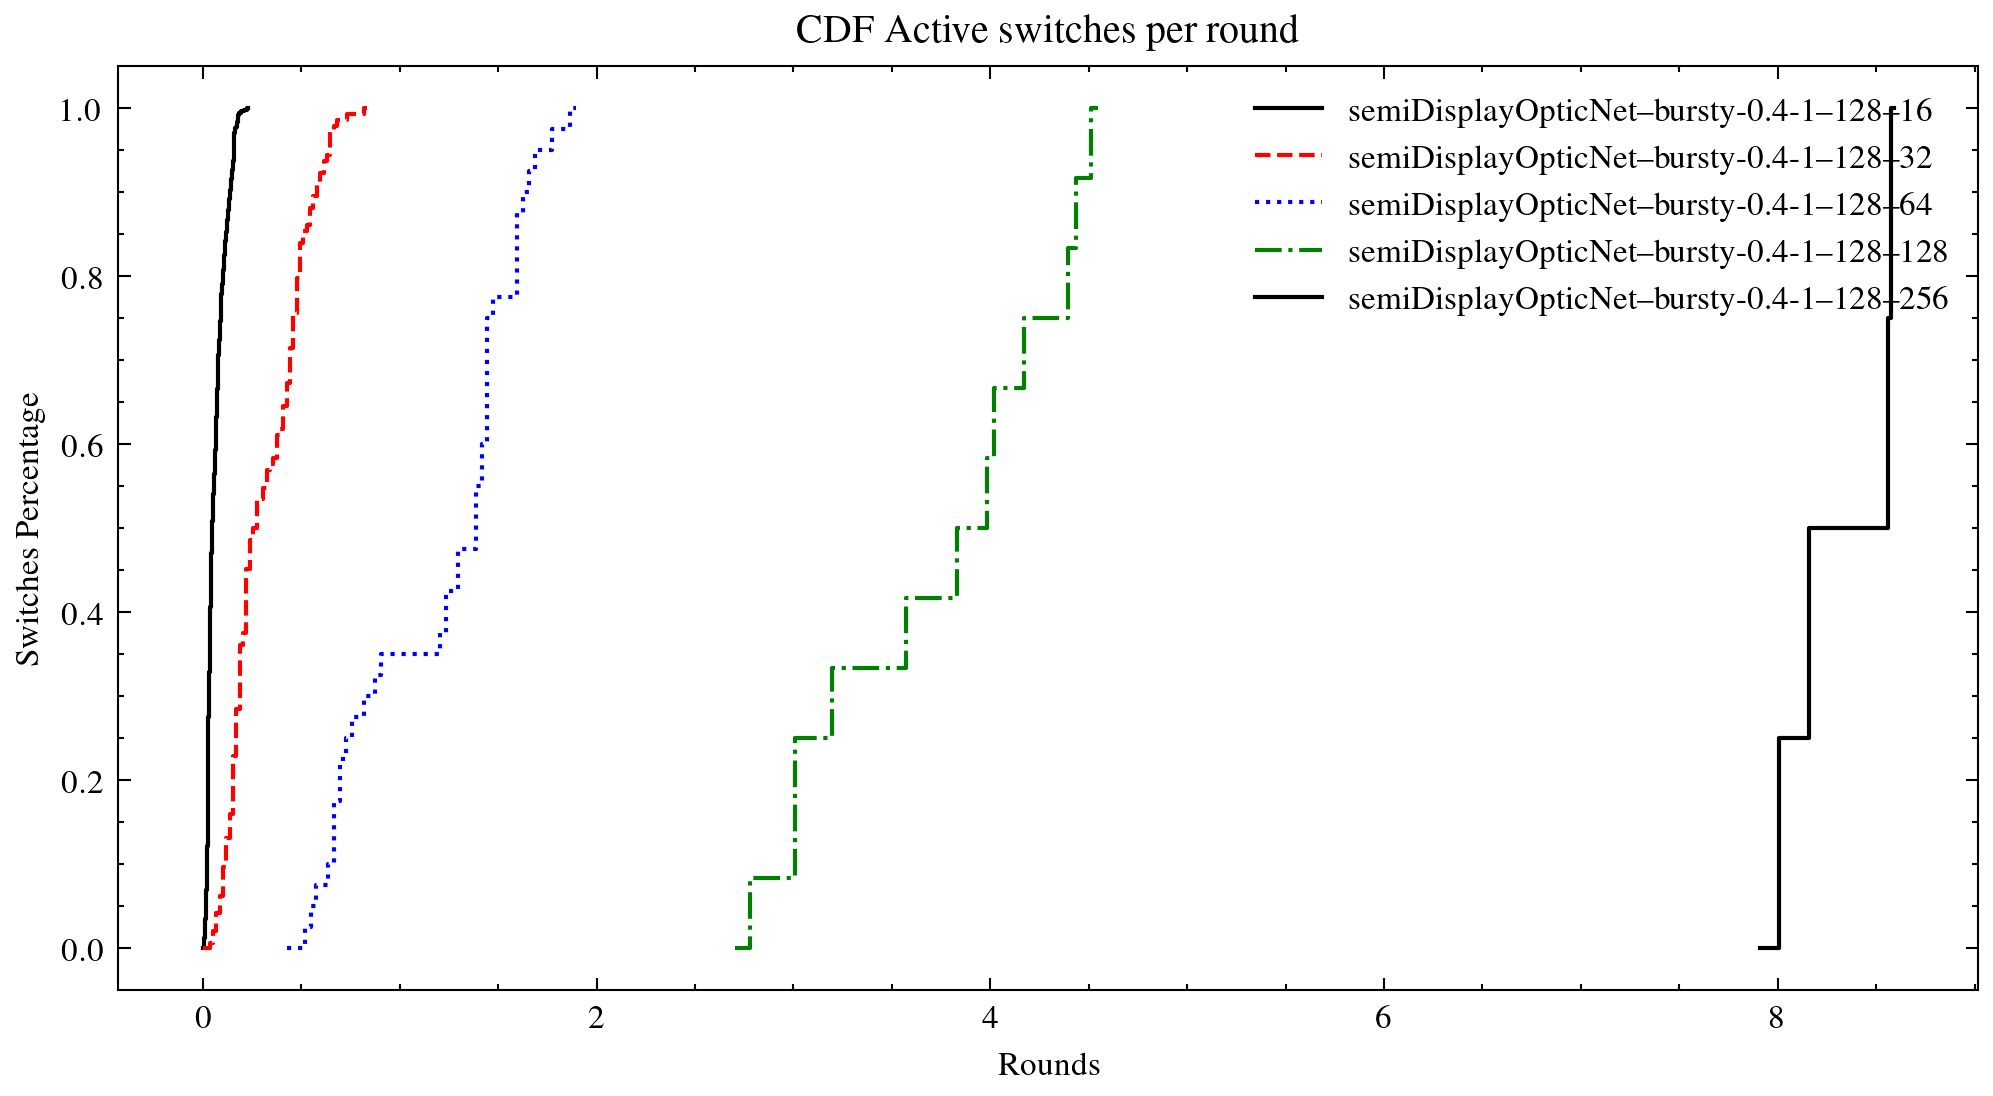 CDF Active switches per round
1.0
0.8
0.6
0.4
0.2
0.0
Switches Percentage
semiDisplayOpticNet–bursty-0.4-1–128–16
semiDisplayOpticNet–bursty-0.4-1–128–32
semiDisplayOpticNet–bursty-0.4-1–128–64
semiDisplayOpticNet–bursty-0.4-1–128–128
semiDisplayOpticNet–bursty-0.4-1–128–256
0 2 4 6 8
Rounds